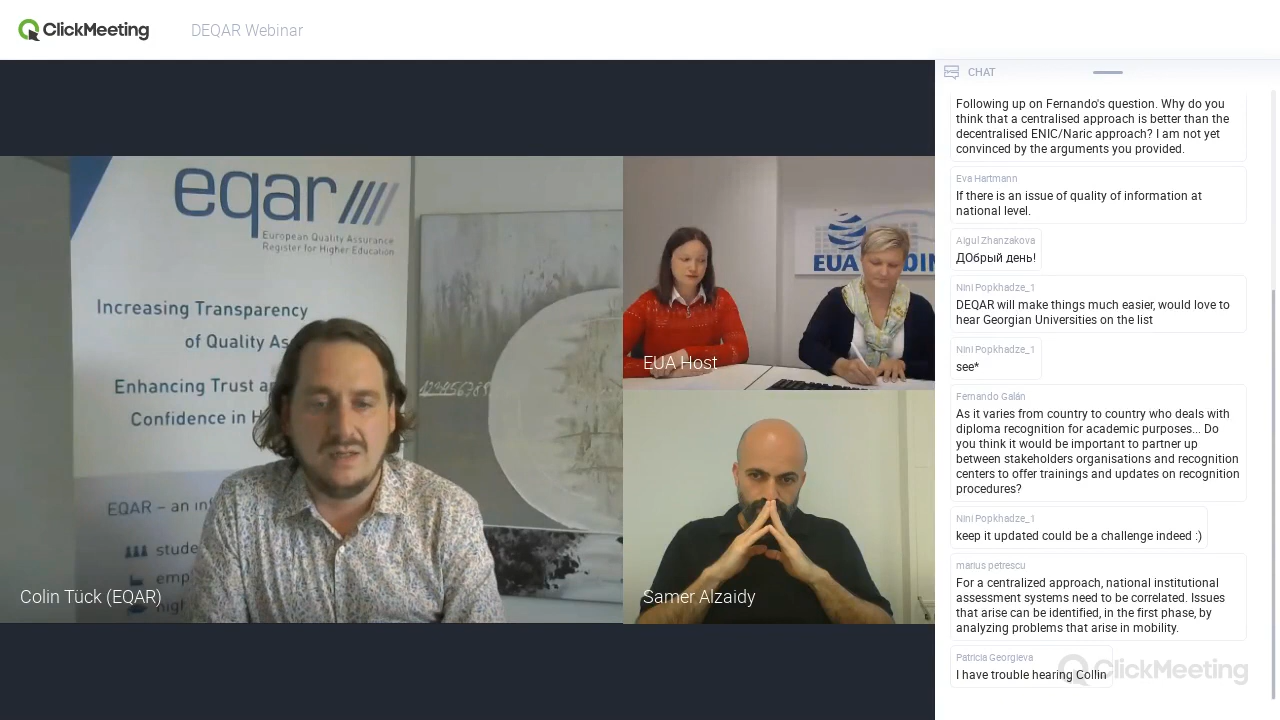 ClickMeeting
DEQAR Webinar
CHAT
eqar
European Quality Assurance
Register for Higher Education
Increasing Transparency
of Quality As
Enhancing Trust an
Confidence in H
EQAR – an in
stude
emp
Colin Tück (EQAR)
EUA
EUA Host
Samer Alzaidy
Following up on Fernando's question. Why do you
think that a centralised approach is better than the
decentralised ENIC/Naric approach? I am not yet
convinced by the arguments you provided.
Eva Hartmann
If there is an issue of quality of information at
national level.
Aigul Zhanzakova
ДОбрый день!
Nini Popkhadze_1
DEQAR will make things much easier, would love to
hear Georgian Universities on the list
Nini Popkhadze_1
see*
Fernando Galán
As it varies from country to country who deals with
diploma recognition for academic purposes... Do
you think it would be important to partner up
between stakeholders organisations and recognition
centers to offer trainings and updates on recognition
procedures?
Nini Popkhadze_1
keep it updated could be a challenge indeed :)
marius petrescu
For a centralized approach, national institutional
assessment systems need to be correlated. Issues
that arise can be identified, in the first phase, by
analyzing problems that arise in mobility.
Patricia Georgieva
I have trouble hearing Collin
ClickMeeting